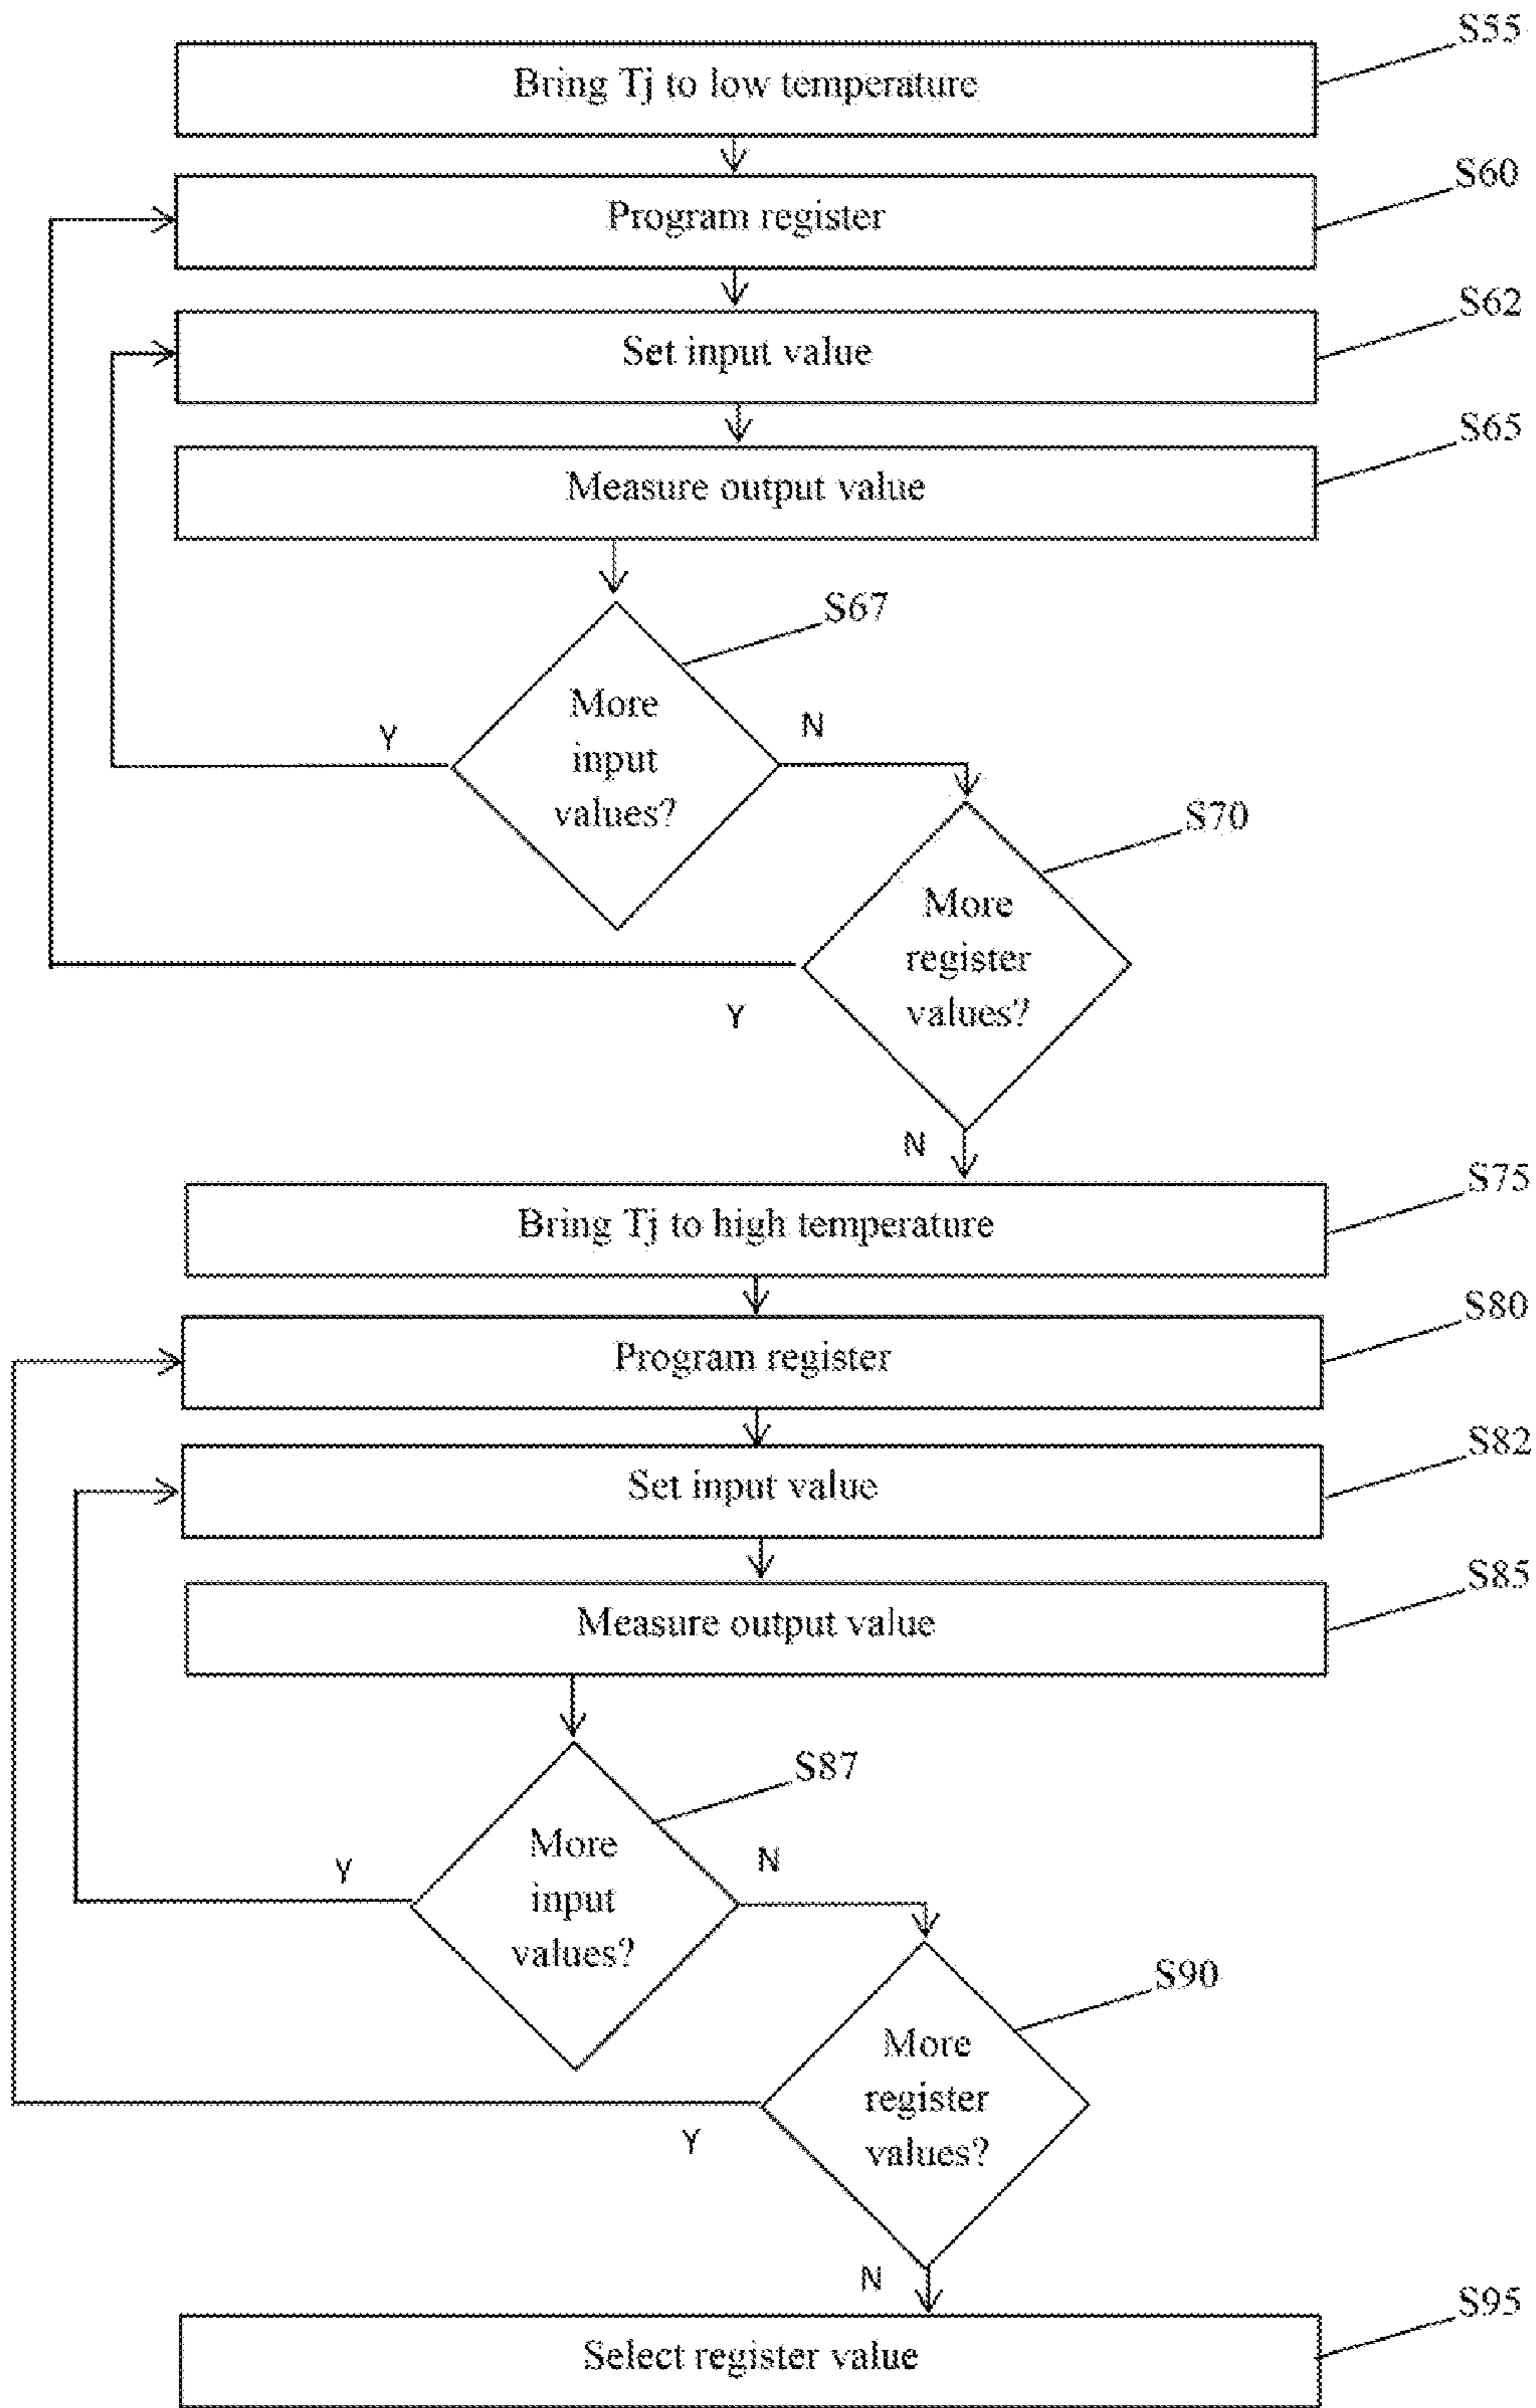 S55
Bring Tj to low temperature
S60
Program register
S62
Set input value
S65
Measure output value
S67
More
input
values?
Y
N
S70
More
register
values?
Y
N
S75
Bring Tj to high temperature
S80
Program register
S82
Set input value
S85
Measure output value
S87
More
input
values?
Y
N
S90
More
register
values?
Y
N
S95
Select register value